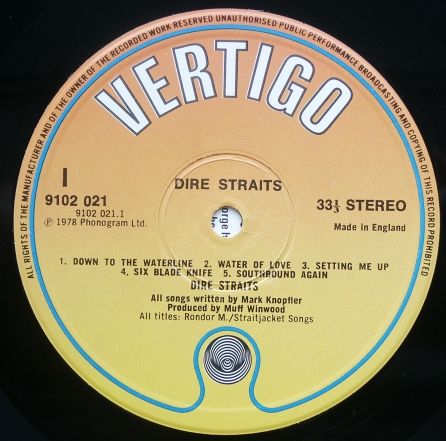 ALL RIGHTS OF THE MANUFACTURER AND OF THE OWNER OF THE RECORDED WORK RESERVED UNAUTHORISED PUBLIC PERFORMANCE BROADCASTING AND COPYING OF THIS RECORD PROHIBITED
VERTIGO
DIRE STRAITS
I
9102 021
9102 021.1
℗ 1978 Phonogram Ltd.
33⅓ STEREO
Made in England
1. DOWN TO THE WATERLINE 2. WATER OF LOVE 3. SETTING ME UP
4. SIX BLADE KNIFE 5. SOUTHBOUND AGAIN
DIRE STRAITS
All songs written by Mark Knopfler
Produced by Muff Winwood
All titles: Rondor M./Straitjacket Songs